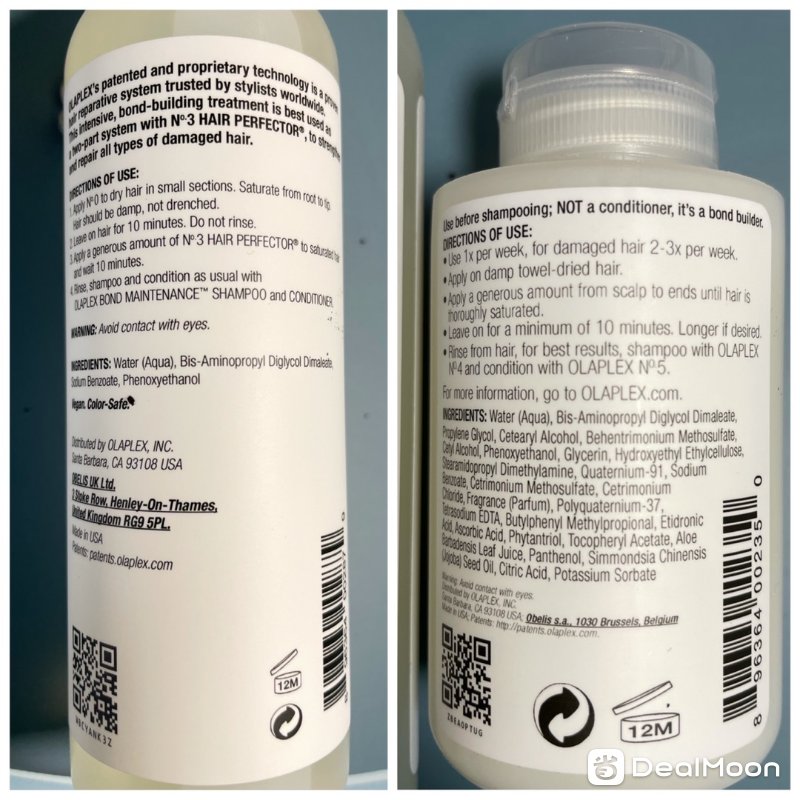 OLAPLEX's patented and proprietary technology is a proven
hair reparative system trusted by stylists worldwide.
This intensive, bond-building treatment is best used as
a two-part system with Nº3 HAIR PERFECTOR®, to strengthen
and repair all types of damaged hair.
DIRECTIONS OF USE:
1. Apply Nº0 to dry hair in small sections. Saturate from root to tip.
Hair should be damp, not drenched.
2. Leave on hair for 10 minutes. Do not rinse.
3. Apply a generous amount of Nº3 HAIR PERFECTOR® to saturated hair
and wait 10 minutes.
4. Rinse, shampoo and condition as usual with
OLAPLEX BOND MAINTENANCE™ SHAMPOO and CONDITIONER.
WARNING: Avoid contact with eyes.
INGREDIENTS: Water (Aqua), Bis-Aminopropyl Diglycol Dimaleate,
Sodium Benzoate, Phenoxyethanol
Vegan. Color-Safe.
Distributed by OLAPLEX, INC.
Santa Barbara, CA 93108 USA
OBELIS UK Ltd.
2 Stoke Row, Henley-On-Thames,
United Kingdom RG9 5PL.
Made in USA
Patents: patents.olaplex.com
12M
Use before shampooing; NOT a conditioner, it's a bond builder.
DIRECTIONS OF USE:
• Use 1x per week, for damaged hair 2-3x per week.
• Apply on damp towel-dried hair.
• Apply a generous amount from scalp to ends until hair is
thoroughly saturated.
• Leave on for a minimum of 10 minutes. Longer if desired.
• Rinse from hair, for best results, shampoo with OLAPLEX
Nº4 and condition with OLAPLEX Nº5.
For more information, go to OLAPLEX.com.
INGREDIENTS: Water (Aqua), Bis-Aminopropyl Diglycol Dimaleate,
Propylene Glycol, Cetearyl Alcohol, Behentrimonium Methosulfate,
Cetyl Alcohol, Phenoxyethanol, Glycerin, Hydroxyethyl Ethylcellulose,
Stearamidopropyl Dimethylamine, Quaternium-91, Sodium
Benzoate, Cetrimonium Methosulfate, Cetrimonium
Chloride, Fragrance (Parfum), Polyquaternium-37,
Tetrasodium EDTA, Butylphenyl Methylpropional, Etidronic
Acid, Ascorbic Acid, Phytantriol, Tocopheryl Acetate, Aloe
Barbadensis Leaf Juice, Panthenol, Simmondsia Chinensis
(Jojoba) Seed Oil, Citric Acid, Potassium Sorbate
Warning: Avoid contact with eyes.
Distributed by OLAPLEX, INC.
Santa Barbara, CA 93108 USA; Obelis s.a., 1030 Brussels, Belgium
Made in USA; Patents: http://patents.olaplex.com.
ZBEAOPTUG
12M
8 96364 00235 0
DealMoon